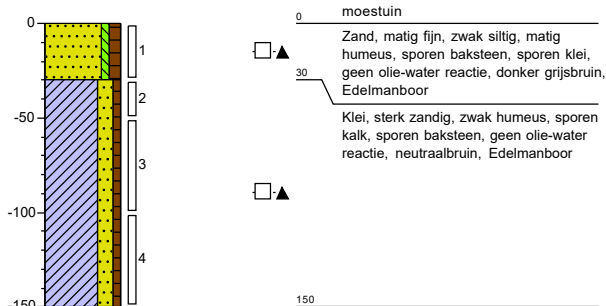 0
-50
-100
-150
1
2
3
4
0
moestuin
Zand, matig fijn, zwak siltig, matig
humeus, sporen baksteen, sporen klei,
geen olie-water reactie, donker grijsbruin,
Edelmanboor
30
Klei, sterk zandig, zwak humeus, sporen
kalk, sporen baksteen, geen olie-water
reactie, neutraalbruin, Edelmanboor
150